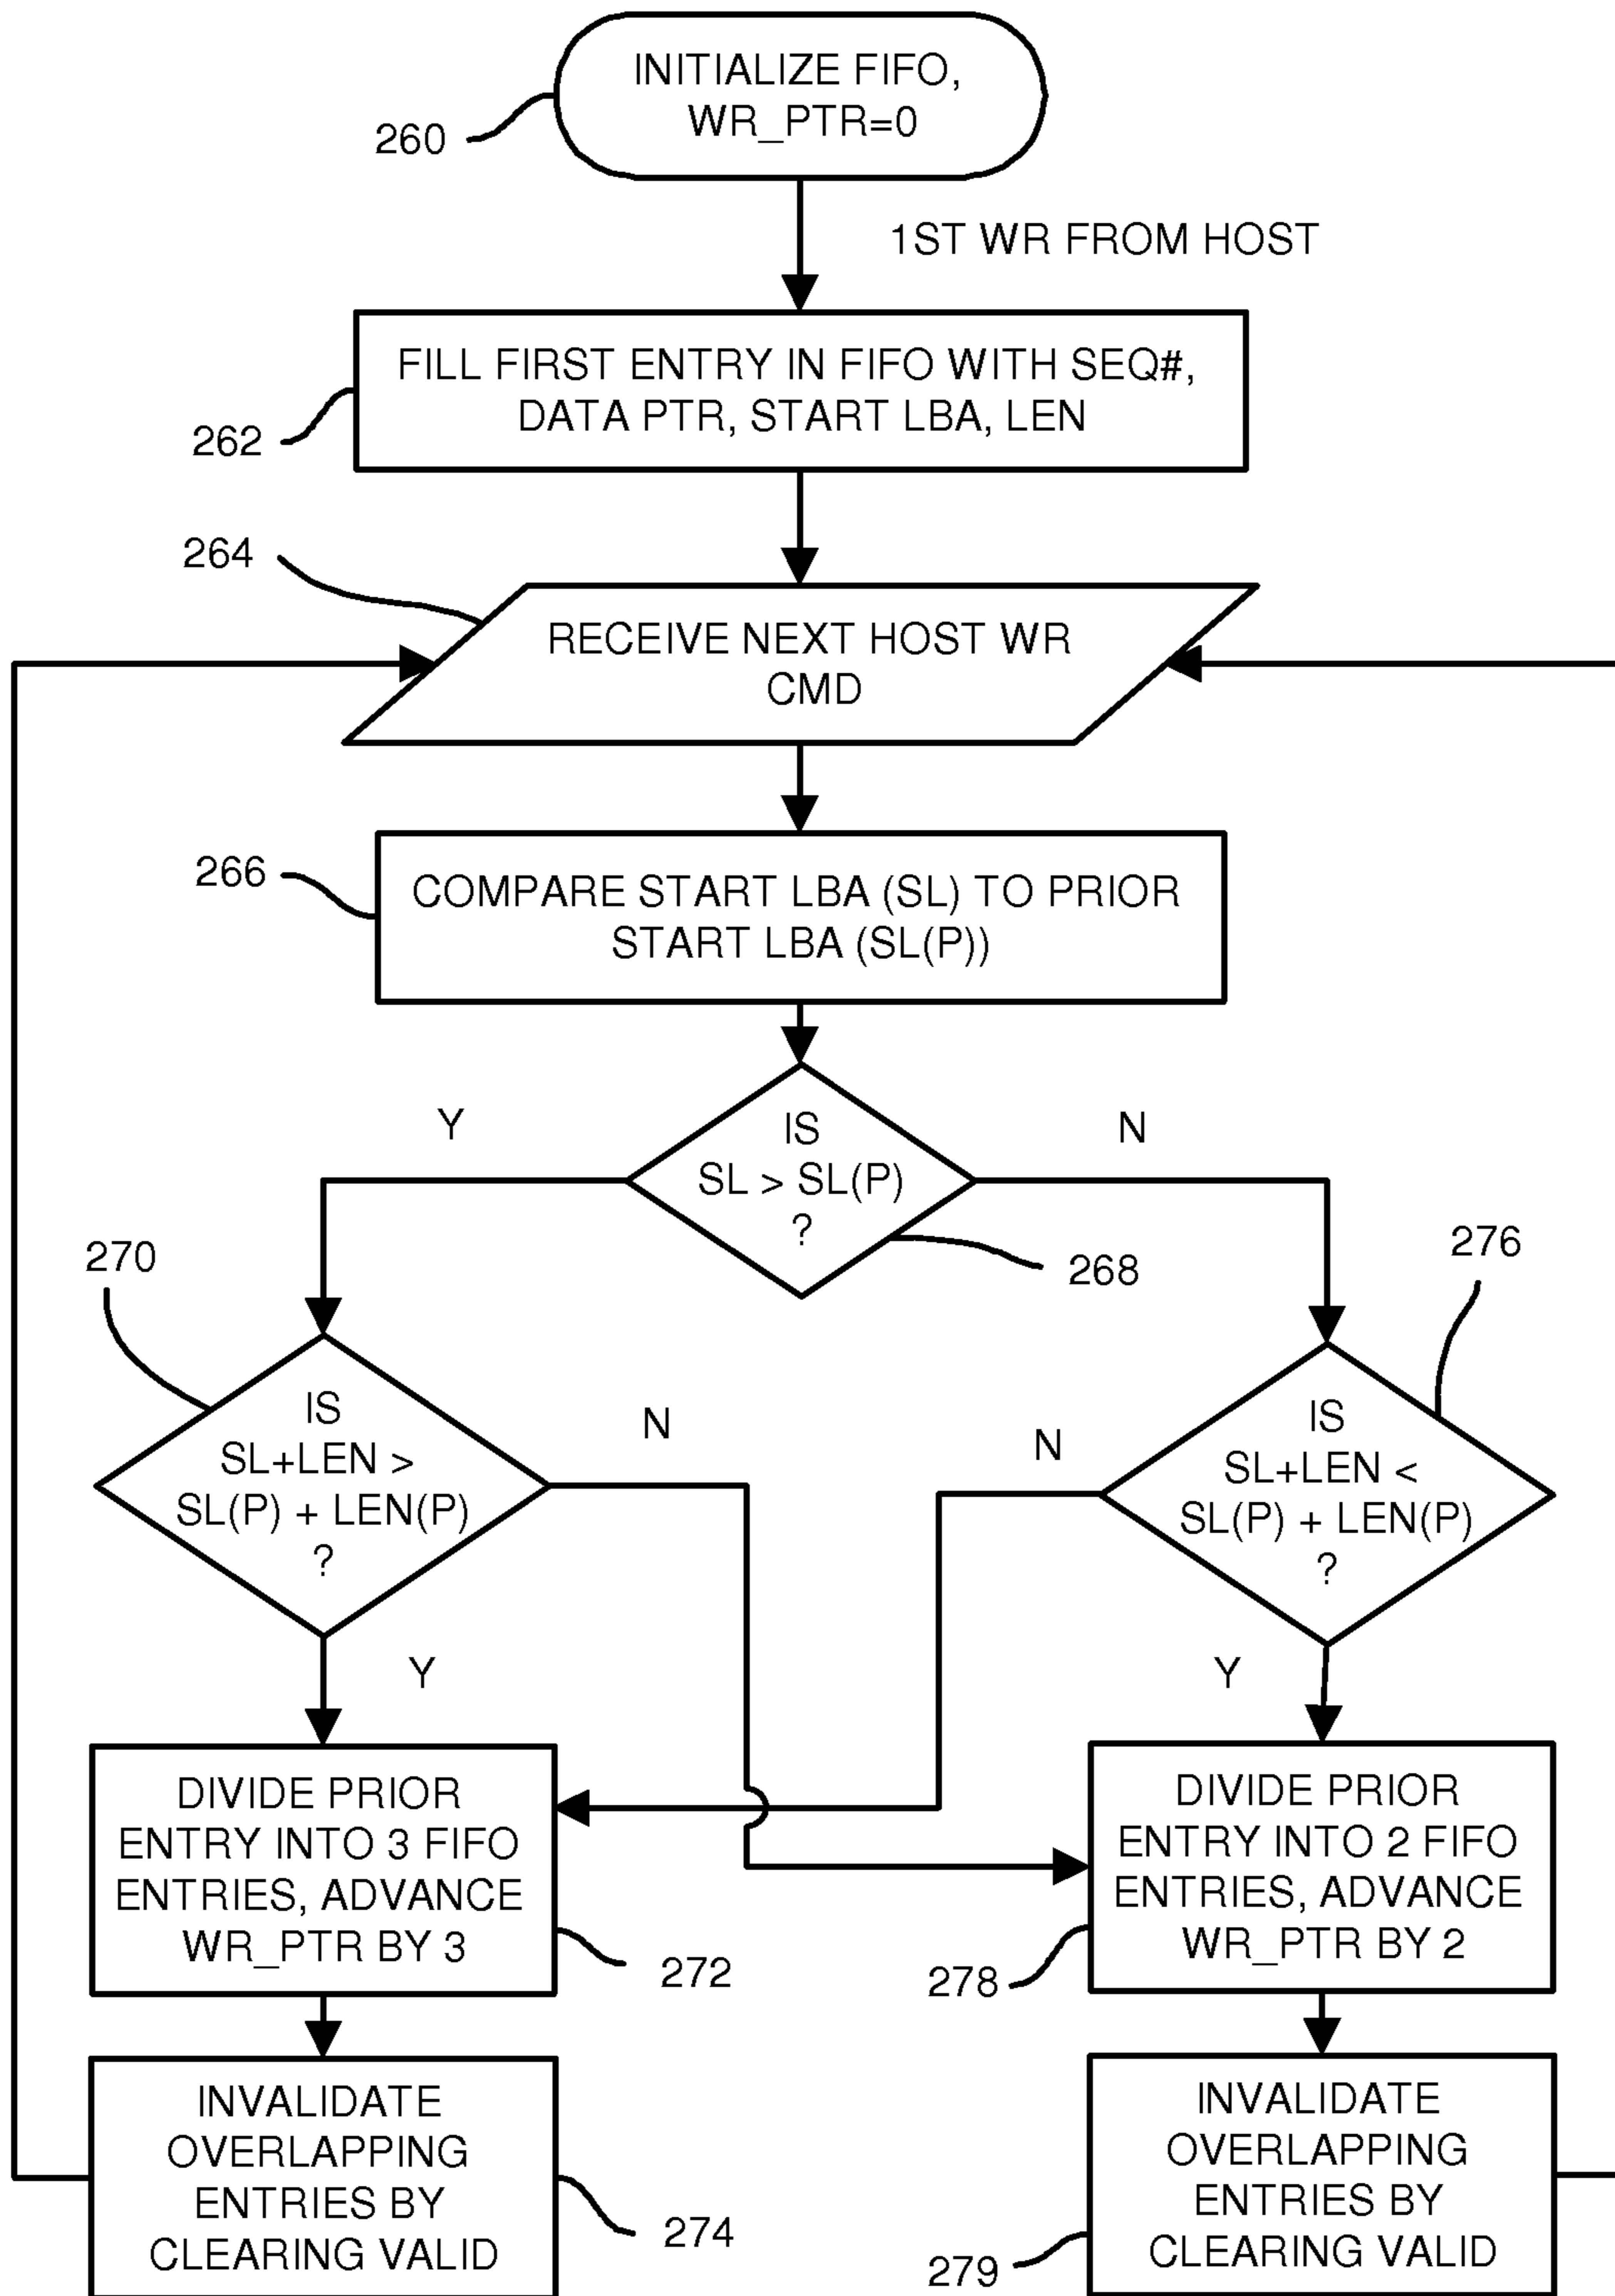 INITIALIZE FIFO,
WR_PTR=0
260
1ST WR FROM HOST
FILL FIRST ENTRY IN FIFO WITH SEQ#,
DATA PTR, START LBA, LEN
262
264
RECEIVE NEXT HOST WR
CMD
266
COMPARE START LBA (SL) TO PRIOR
START LBA (SL(P))
Y
IS
SL > SL(P)
?
N
268
270
276
IS
SL+LEN >
SL(P) + LEN(P)
?
N
N
IS
SL+LEN <
SL(P) + LEN(P)
?
Y
Y
DIVIDE PRIOR
ENTRY INTO 3 FIFO
ENTRIES, ADVANCE
WR_PTR BY 3
272
DIVIDE PRIOR
ENTRY INTO 2 FIFO
ENTRIES, ADVANCE
WR_PTR BY 2
278
INVALIDATE
OVERLAPPING
ENTRIES BY
CLEARING VALID
274
INVALIDATE
OVERLAPPING
ENTRIES BY
CLEARING VALID
279